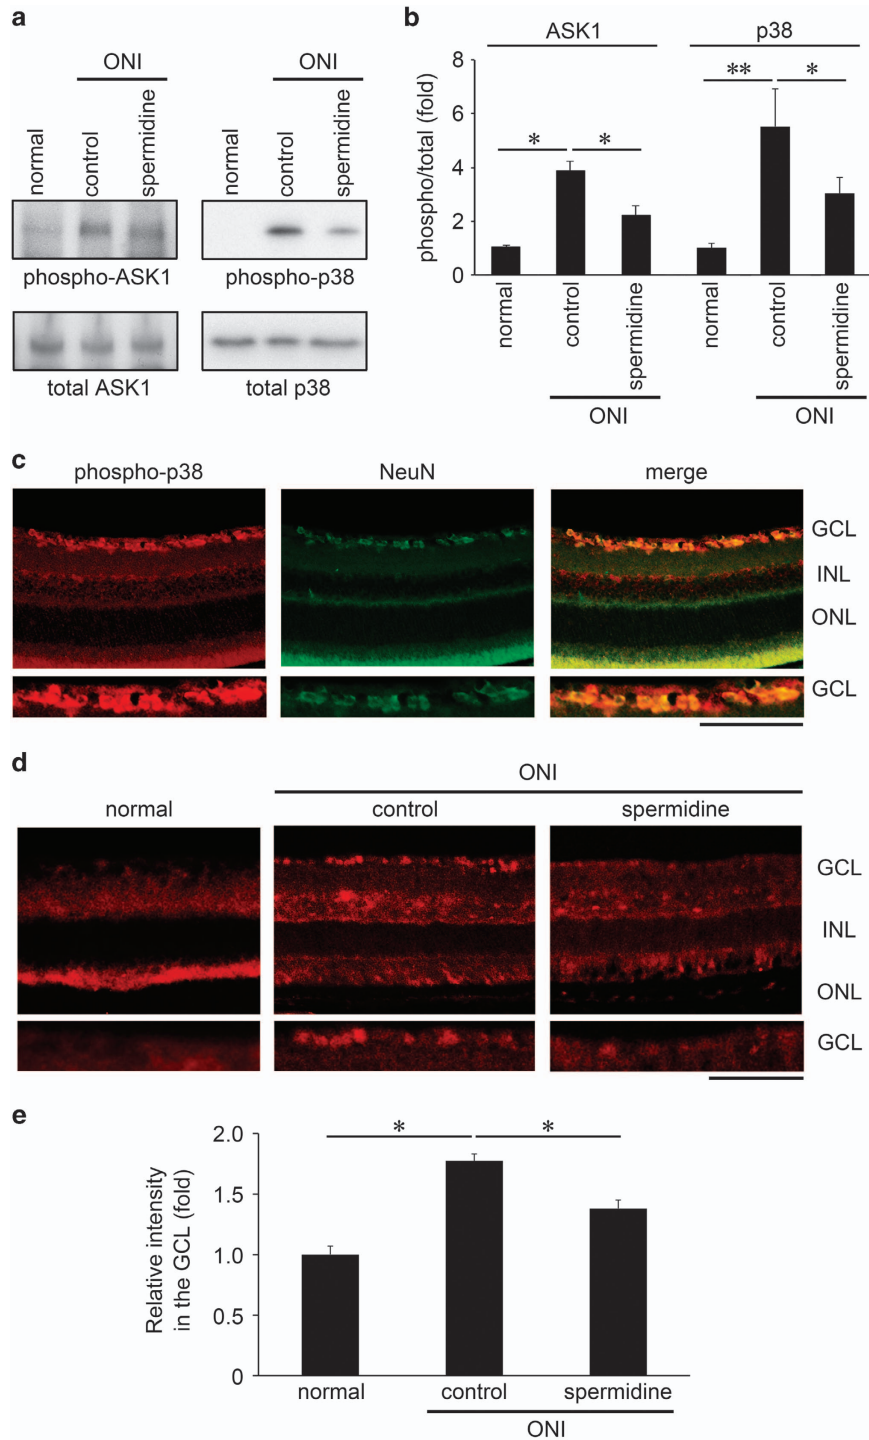 a
ONI
ONI
normal
control
spermidine
normal
control
spermidine
phospho-ASK1
phospho-p38
total ASK1
total p38
b
ASK1
p38
phospho/total (fold)
8
6
4
2
0
*
*
**
*
normal
control
spermidine
normal
control
spermidine
ONI
ONI
c
phospho-p38
NeuN
merge
GCL
INL
ONL
GCL
d
ONI
normal
control
spermidine
GCL
INL
ONL
GCL
e
Relative intensity
in the GCL (fold)
2.0
1.5
1.0
0.5
0
*
*
normal
control
spermidine
ONI